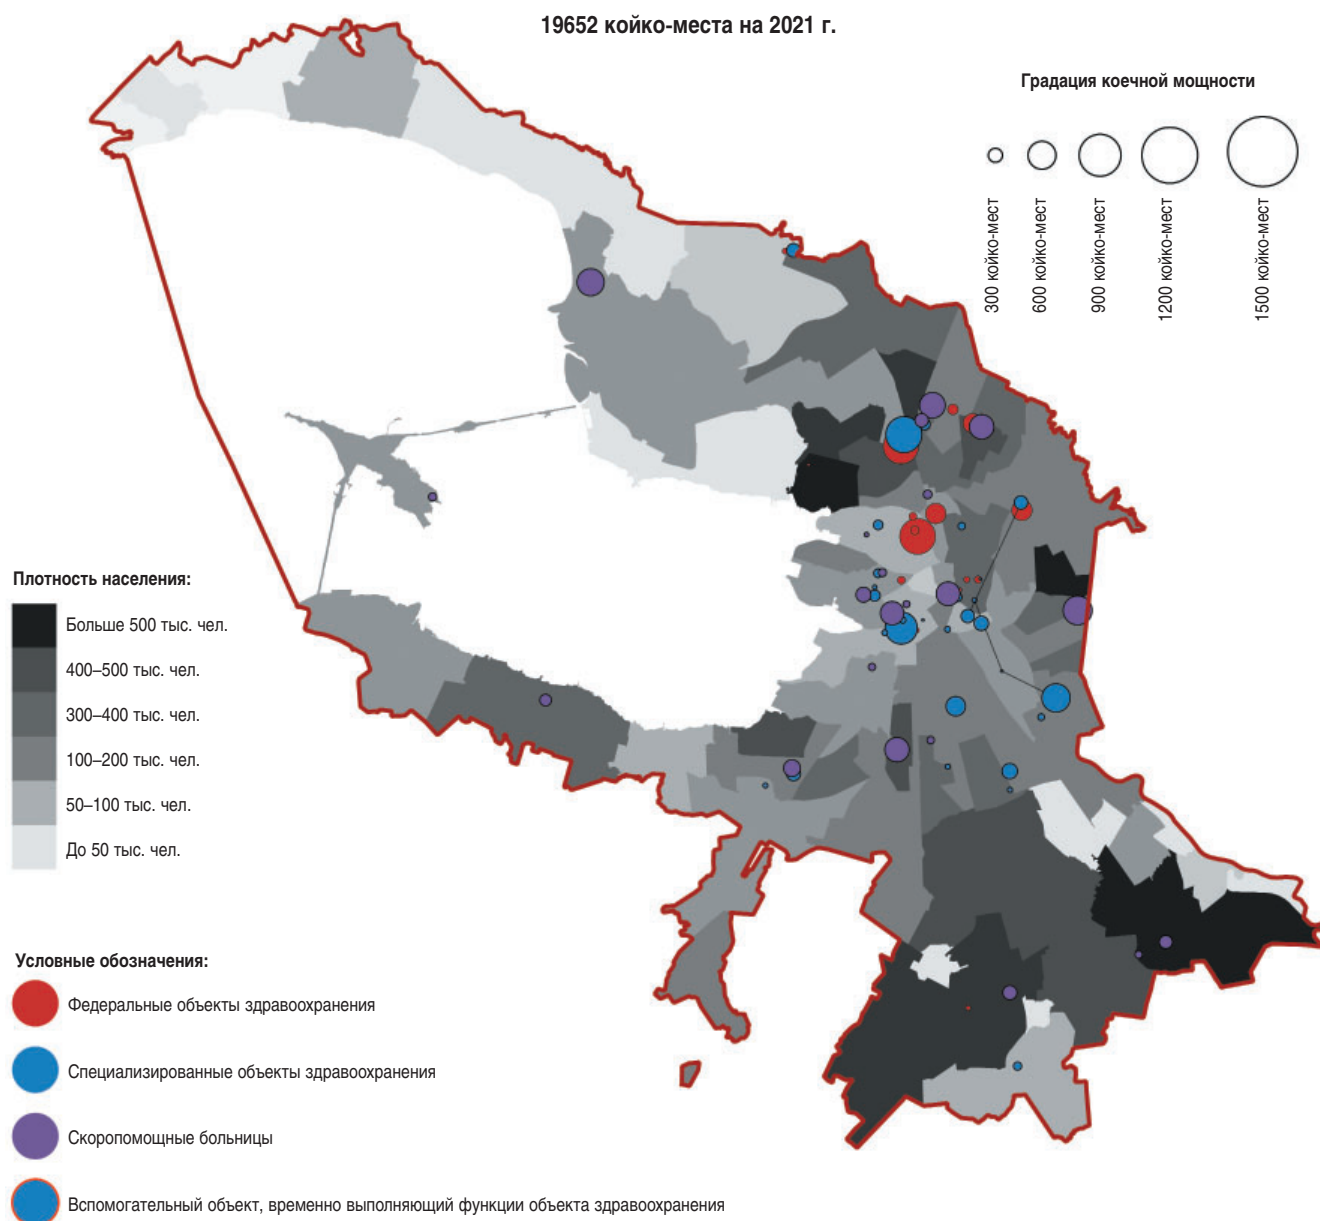 19652 койко-места на 2021 г.
Градация коечной мощности
300 койко-мест
600 койко-мест
900 койко-мест
1200 койко-мест
1500 койко-мест
Плотность населения:
Больше 500 тыс. чел.
400–500 тыс. чел.
300–400 тыс. чел.
100–200 тыс. чел.
50–100 тыс. чел.
До 50 тыс. чел.
Условные обозначения:
Федеральные объекты здравоохранения
Специализированные объекты здравоохранения
Скоропомощные больницы
Вспомогательный объект, временно выполняющий функции объекта здравоохранения